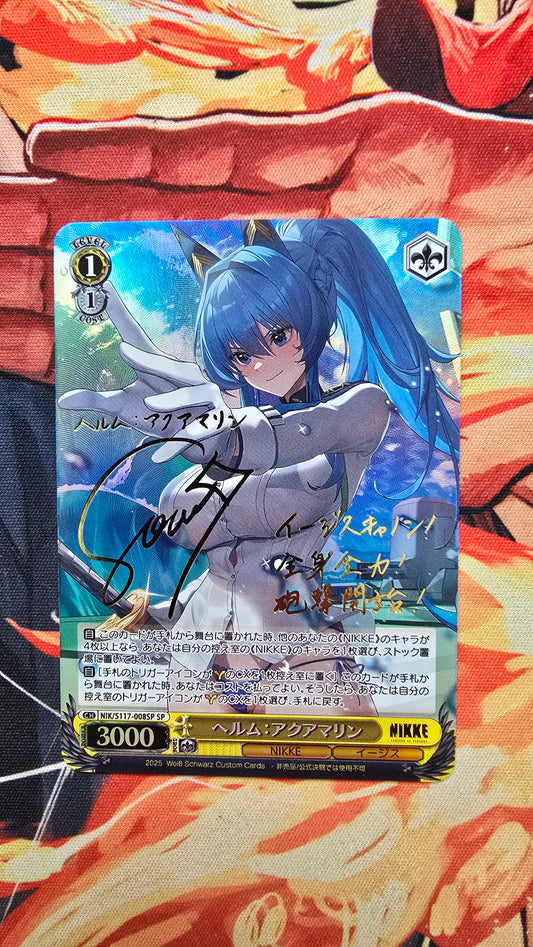 LEVEL
1
1
COST
ヘルム:アクアマリン
イージスキャノン!
全身全力!
砲撃開始!
自 このカードが手札から舞台に置かれた時、他のあなたの《NIKKE》のキャラが
4枚以上なら、あなたは自分の控え室の《NIKKE》のキャラを1枚選び、ストック置
場に置いてよい。
自 [手札のトリガーアイコンが のCXを1枚控え室に置く] このカードが手札か
ら舞台に置かれた時、あなたはコストを払ってよい。そうしたら、あなたは自分の控え
室のトリガーアイコンが のCXを1枚選び、手札に戻す。
CH NIK/S117-008SP SP
3000 ヘルム:アクアマリン NIKKE
NIKKE イージス
2025 Weiß Schwarz Custom Cards -非売品/公式決闘では使用不可